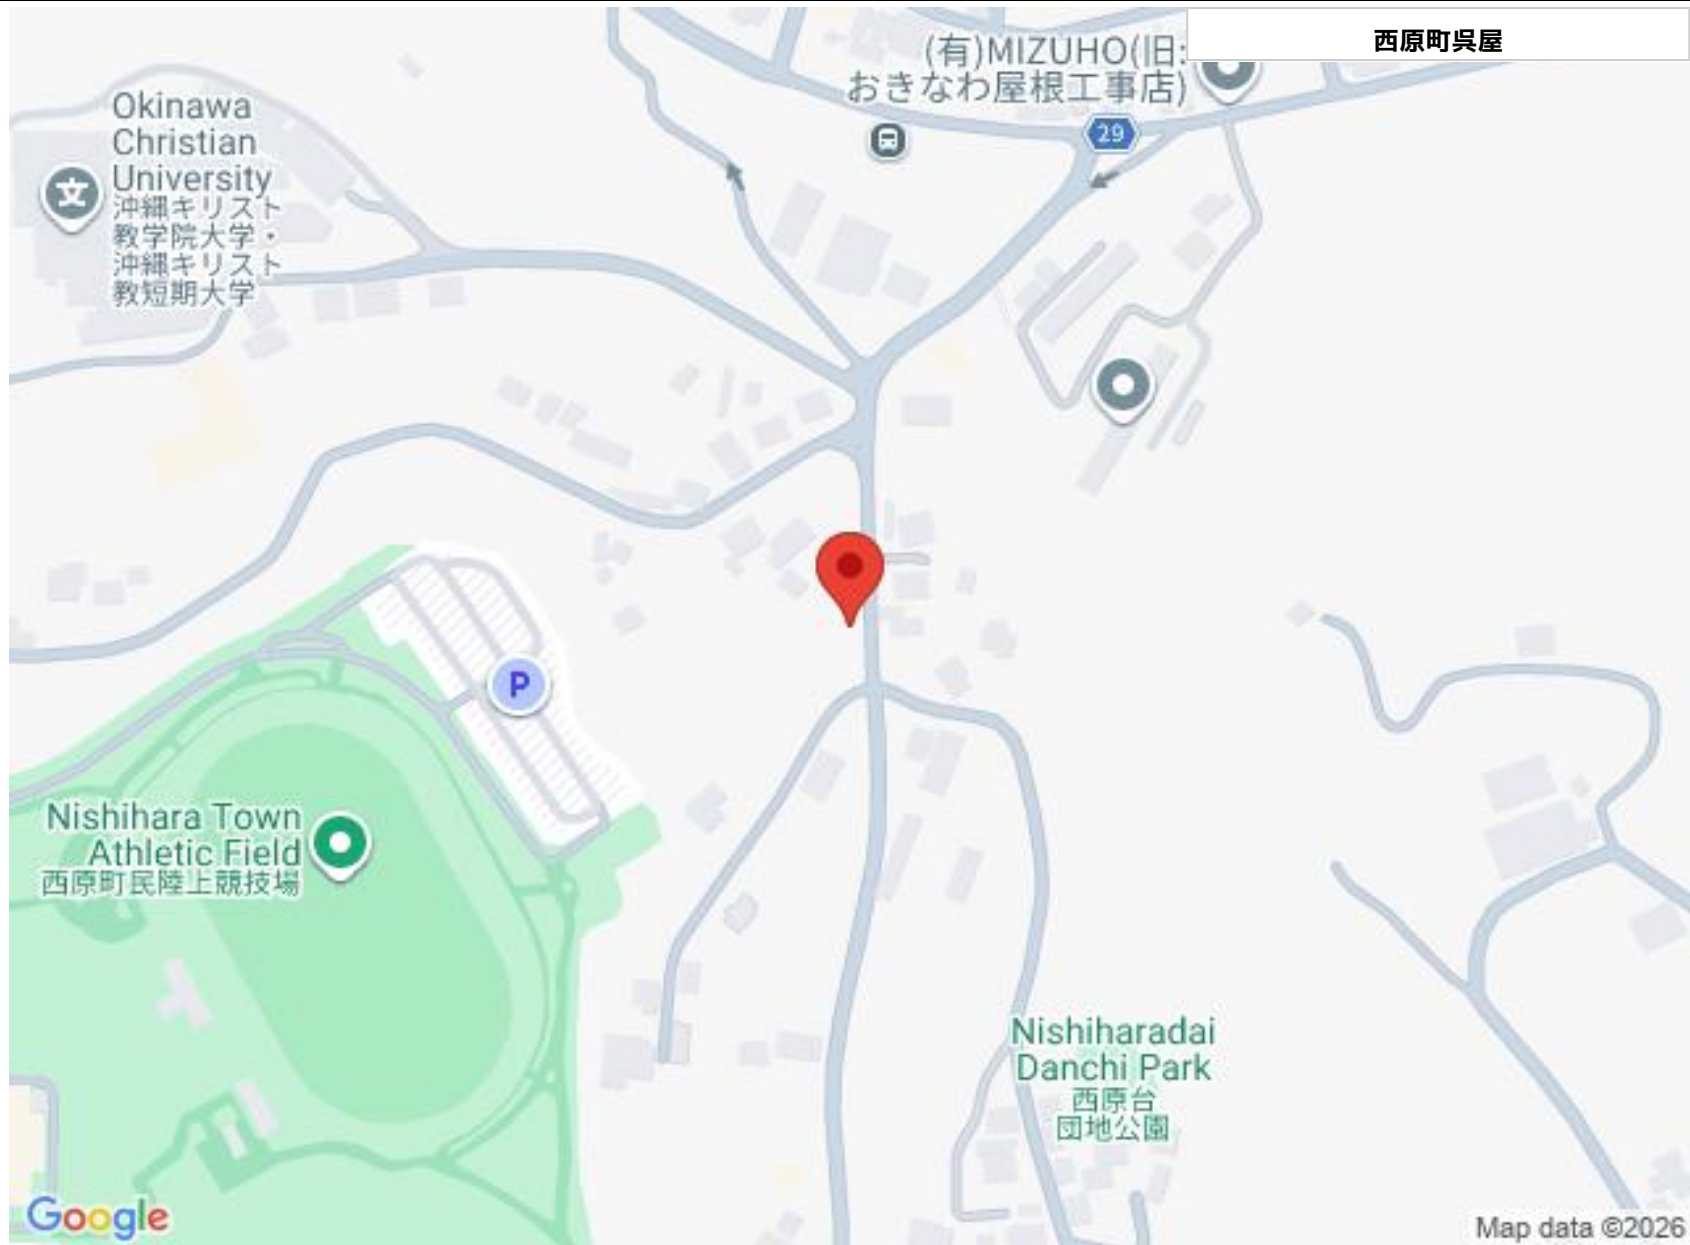 西原町呉屋
(有)MIZUHO(旧:
おきなわ屋根工事店)
29
Okinawa
Christian
University
文
沖縄キリスト
教学院大学・
沖縄キリスト
教短期大学
P
Nishihara Town
Athletic Field
西原町民陸上競技場
Nishiharadai
Danchi Park
西原台
団地公園
Google
Map data ©2026